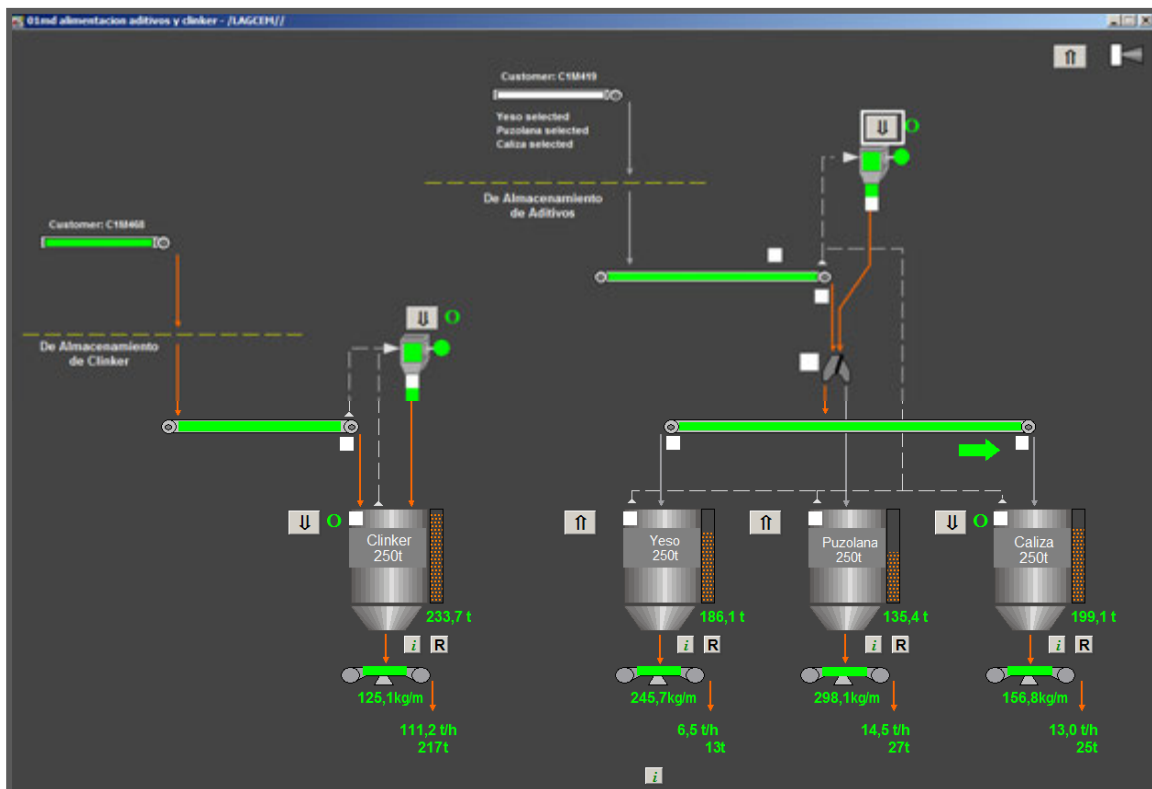 01md alimentacion aditivos y clinker - /LAGCEM//
Customer: C1M419
Yeso selected
Puzolana selected
Caliza selected
O
De Almacenamiento
de Aditivos
Customer: C1M468
O
De Almacenamiento
de Clinker
O
Clinker
250t
Yeso
250t
Puzolana
250t
O
Caliza
250t
233,7 t
186,1 t
135,4 t
199,1 t
i R
i R
i R
i R
125,1kg/m
245,7kg/m
298,1kg/m
156,8kg/m
111,2 t/h
217t
6,5 t/h
13t
14,5 t/h
27t
13,0 t/h
25t
i